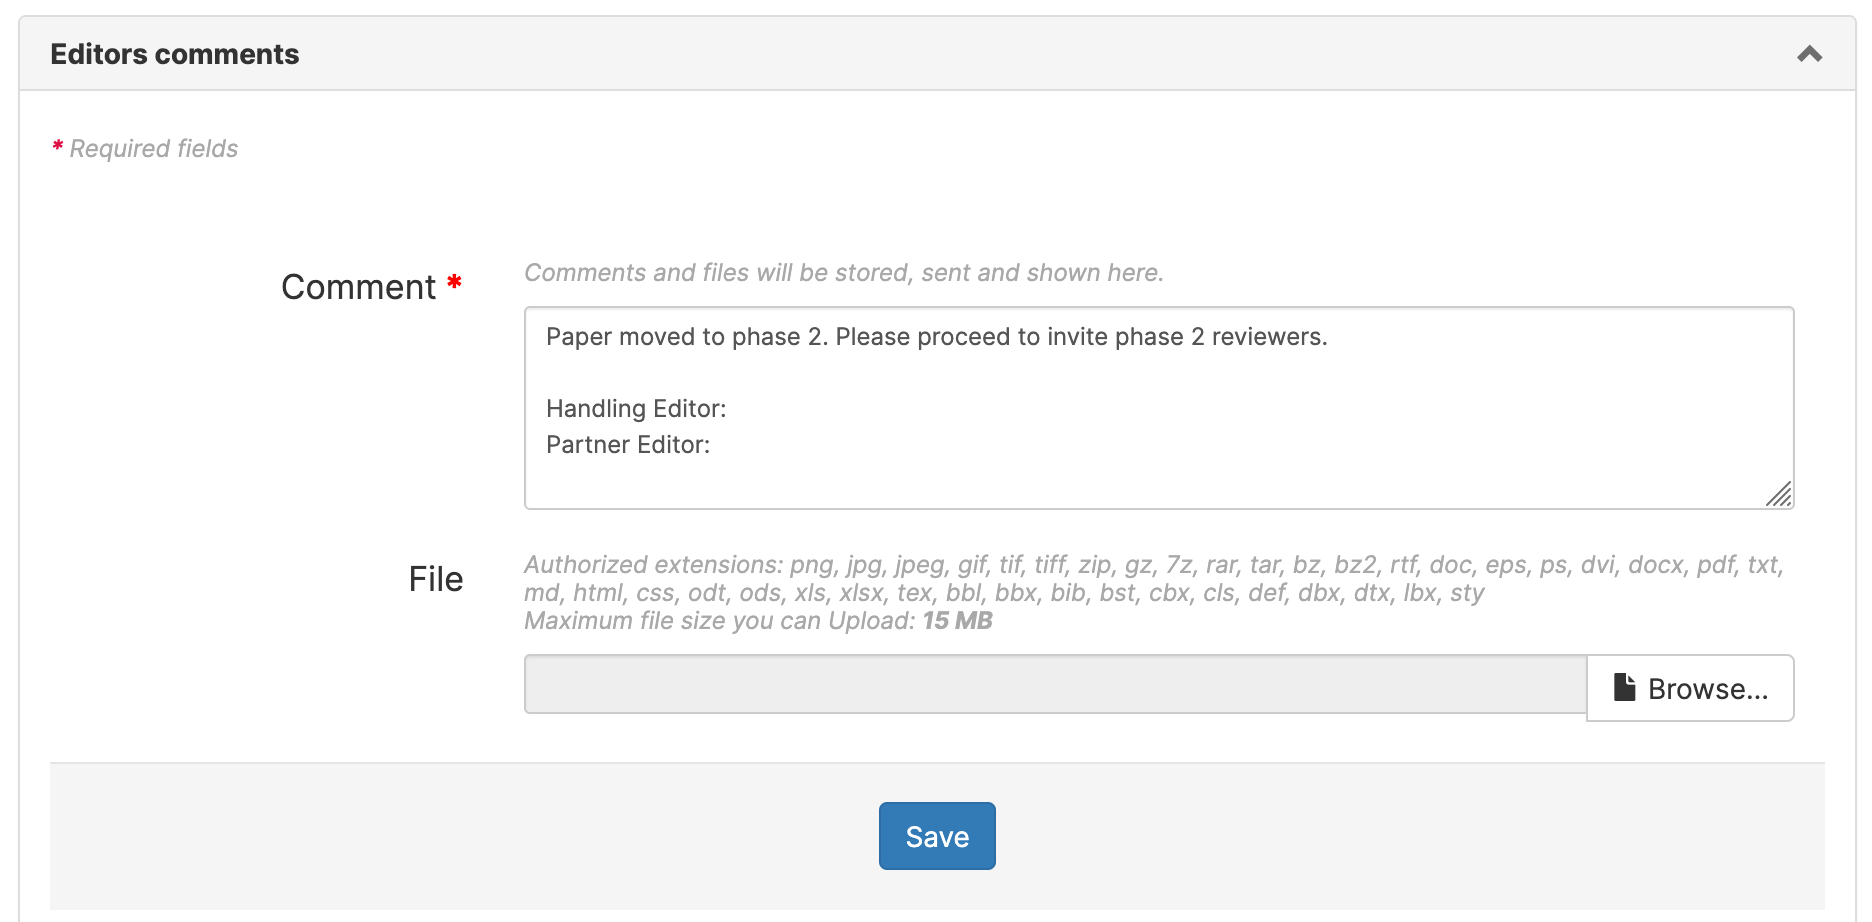 Editors comments
* Required fields
Comment *
Comments and files will be stored, sent and shown here.
Paper moved to phase 2. Please proceed to invite phase 2 reviewers.
Handling Editor:
Partner Editor:
File
Authorized extensions: png, jpg, jpeg, gif, tif, tiff, zip, gz, 7z, rar, tar, bz, bz2, rtf, doc, eps, ps, dvi, docx, pdf, txt,
md, html, css, odt, ods, xls, xlsx, tex, bbl, bbx, bib, bst, cbx, cls, def, dbx, dtx, lbx, sty
Maximum file size you can Upload: 15 MB
Browse...
Save